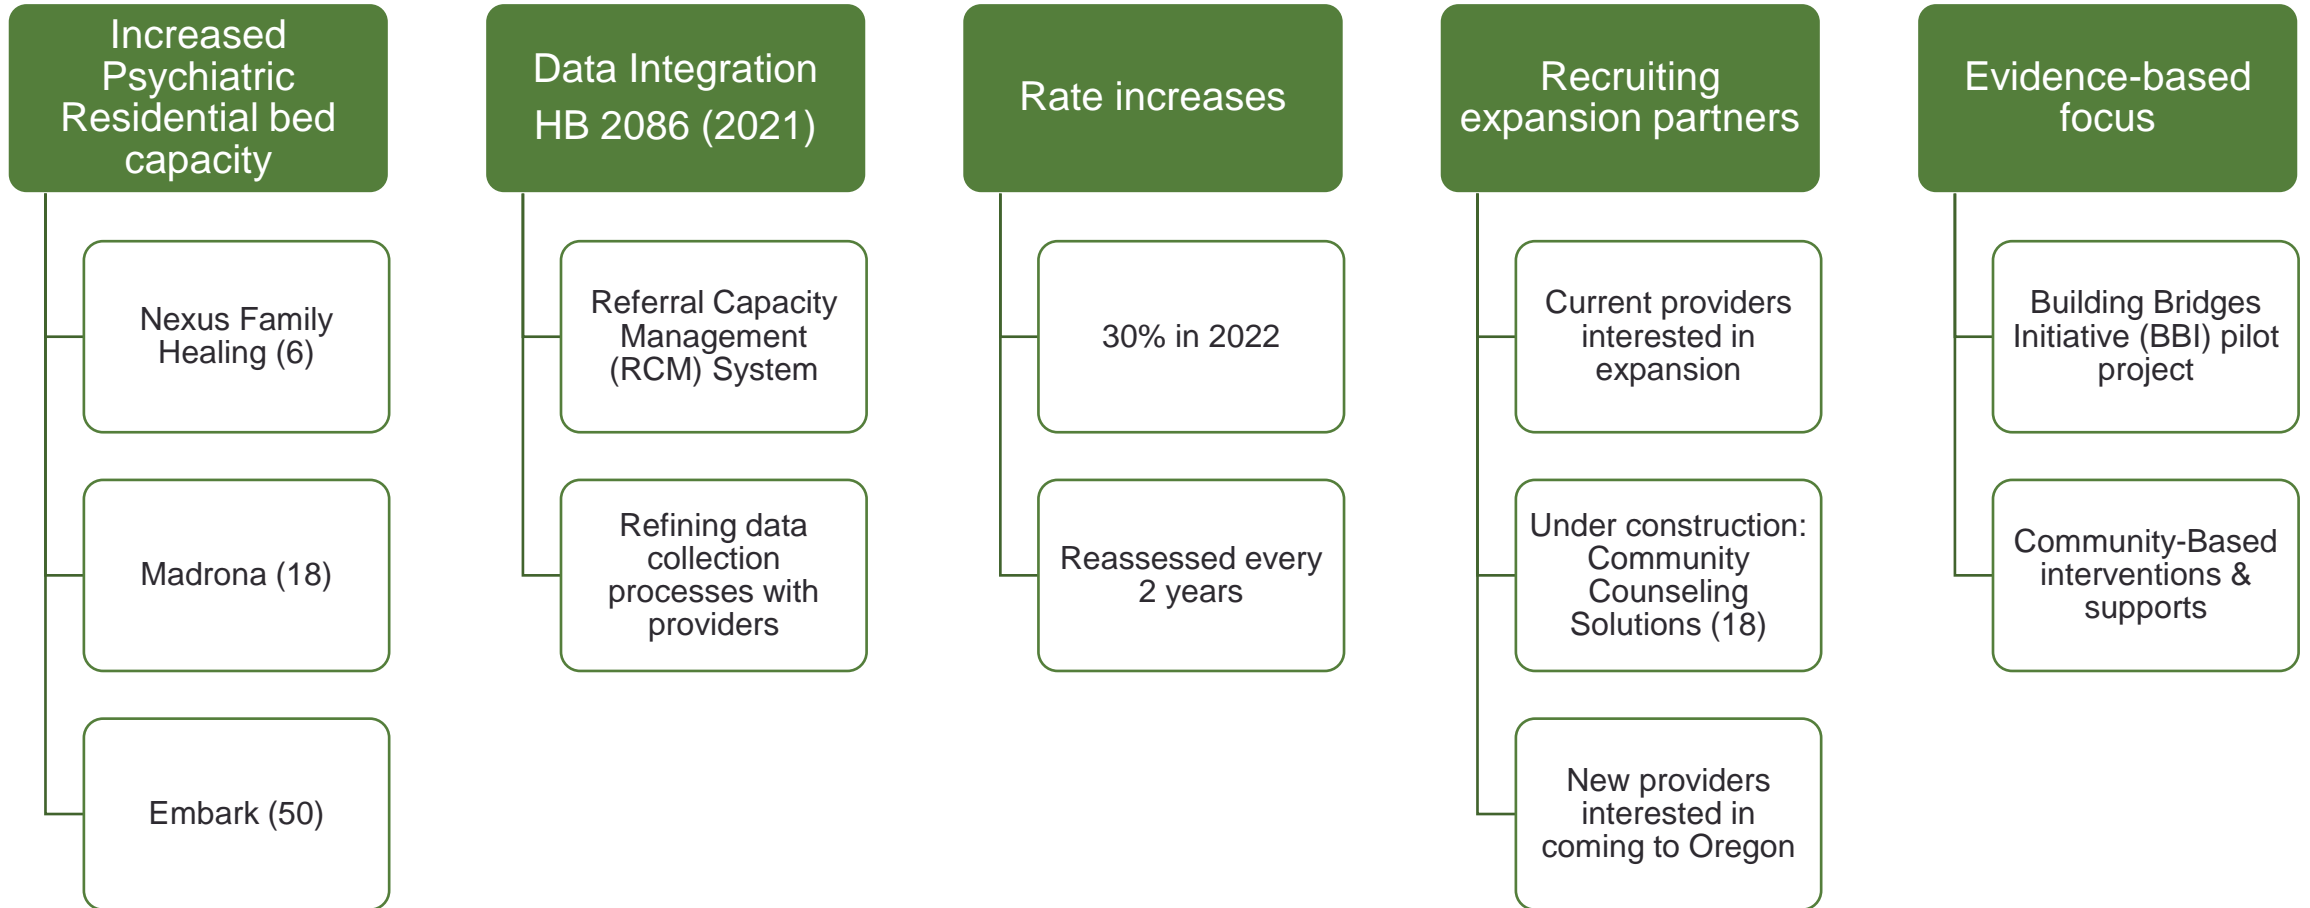 Increased
Psychiatric
Residential bed
capacity
Nexus Family
Healing (6)
Madrona (18)
Embark (50)
Data Integration
HB 2086 (2021)
Referral Capacity
Management
(RCM) System
Refining data
collection
processes with
providers
Rate increases
30% in 2022
Reassessed every
2 years
Recruiting
expansion partners
Current providers
interested in
expansion
Under construction:
Community
Counseling
Solutions (18)
New providers
interested in
coming to Oregon
Evidence-based
focus
Building Bridges
Initiative (BBI) pilot
project
Community-Based
interventions &
supports